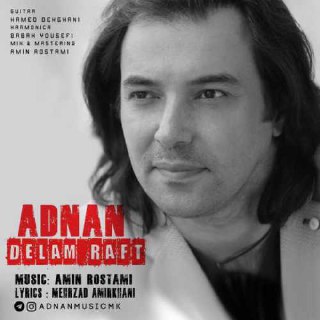 GUITAR
HAMED DEHGHANI
HARMONICA
BABAK YOUSEFI
MIX & MASTERING
AMIN ROSTAMI
ADNAN
DELAM RAFT
MUSIC: AMIN ROSTAMI
LYRICS : MEHRZAD AMIRKHANI
ADNANMUSICMK